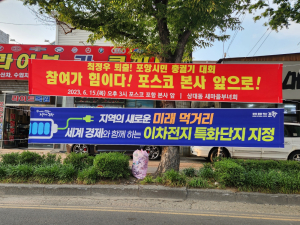 최정우 퇴출! 포항시민 총궐기 대회
참여가 힘이다! 포스코 본사 앞으로!
2023. 6. 15.(목) 오후 3시 포스코 포항 본사 앞 | 상대동 새마을부녀회
지역의 새로운 미래 먹거리
세계 경제와 함께 하는 이차전지 특화단지 지정